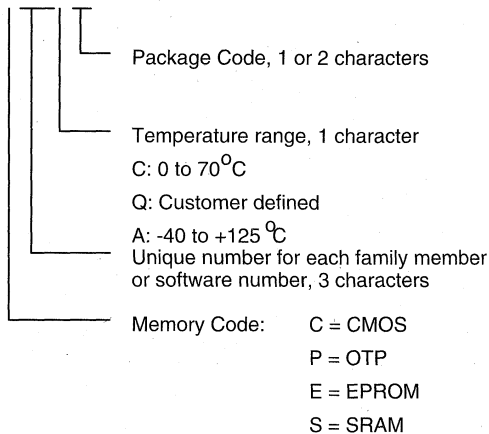 Package Code, 1 or 2 characters
Temperature range, 1 character
C: 0 to 70°C
Q: Customer defined
A: -40 to +125 °C
Unique number for each family member
or software number, 3 characters
Memory Code: C = CMOS
P = OTP
E = EPROM
S = SRAM